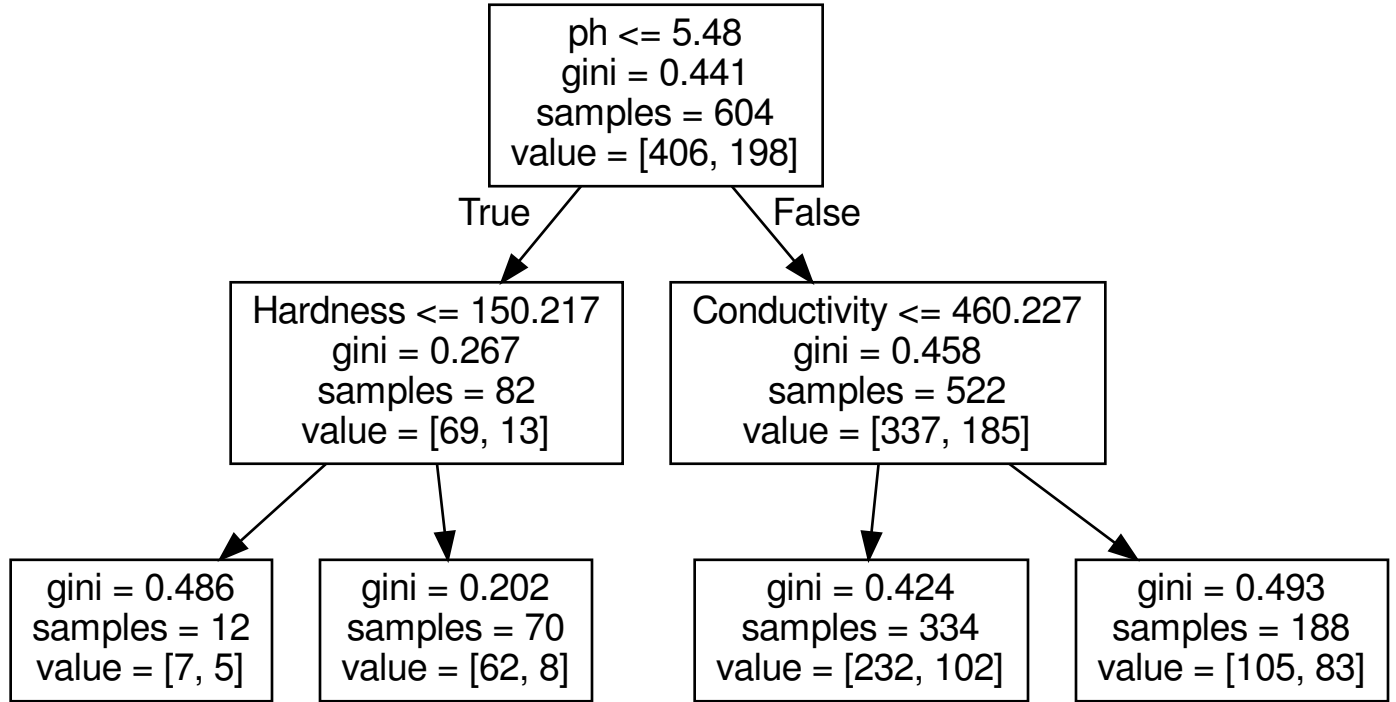 ph <= 5.48
gini = 0.441
samples = 604
value = [406, 198]
True
False
Hardness <= 150.217
gini = 0.267
samples = 82
value = [69, 13]
Conductivity <= 460.227
gini = 0.458
samples = 522
value = [337, 185]
gini = 0.486
samples = 12
value = [7, 5]
gini = 0.202
samples = 70
value = [62, 8]
gini = 0.424
samples = 334
value = [232, 102]
gini = 0.493
samples = 188
value = [105, 83]